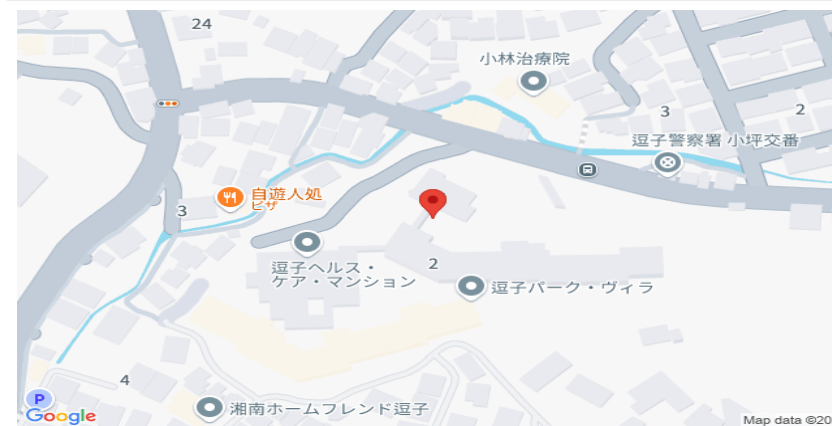 24
小林治療院
3
2
逗子警察署 小坪交番
自遊人処
ピザ
3
逗子ヘルス・
ケア・マンション
2
逗子パーク・ヴィラ
4
P
Google
湘南ホームフレンド逗子
Map data ©20